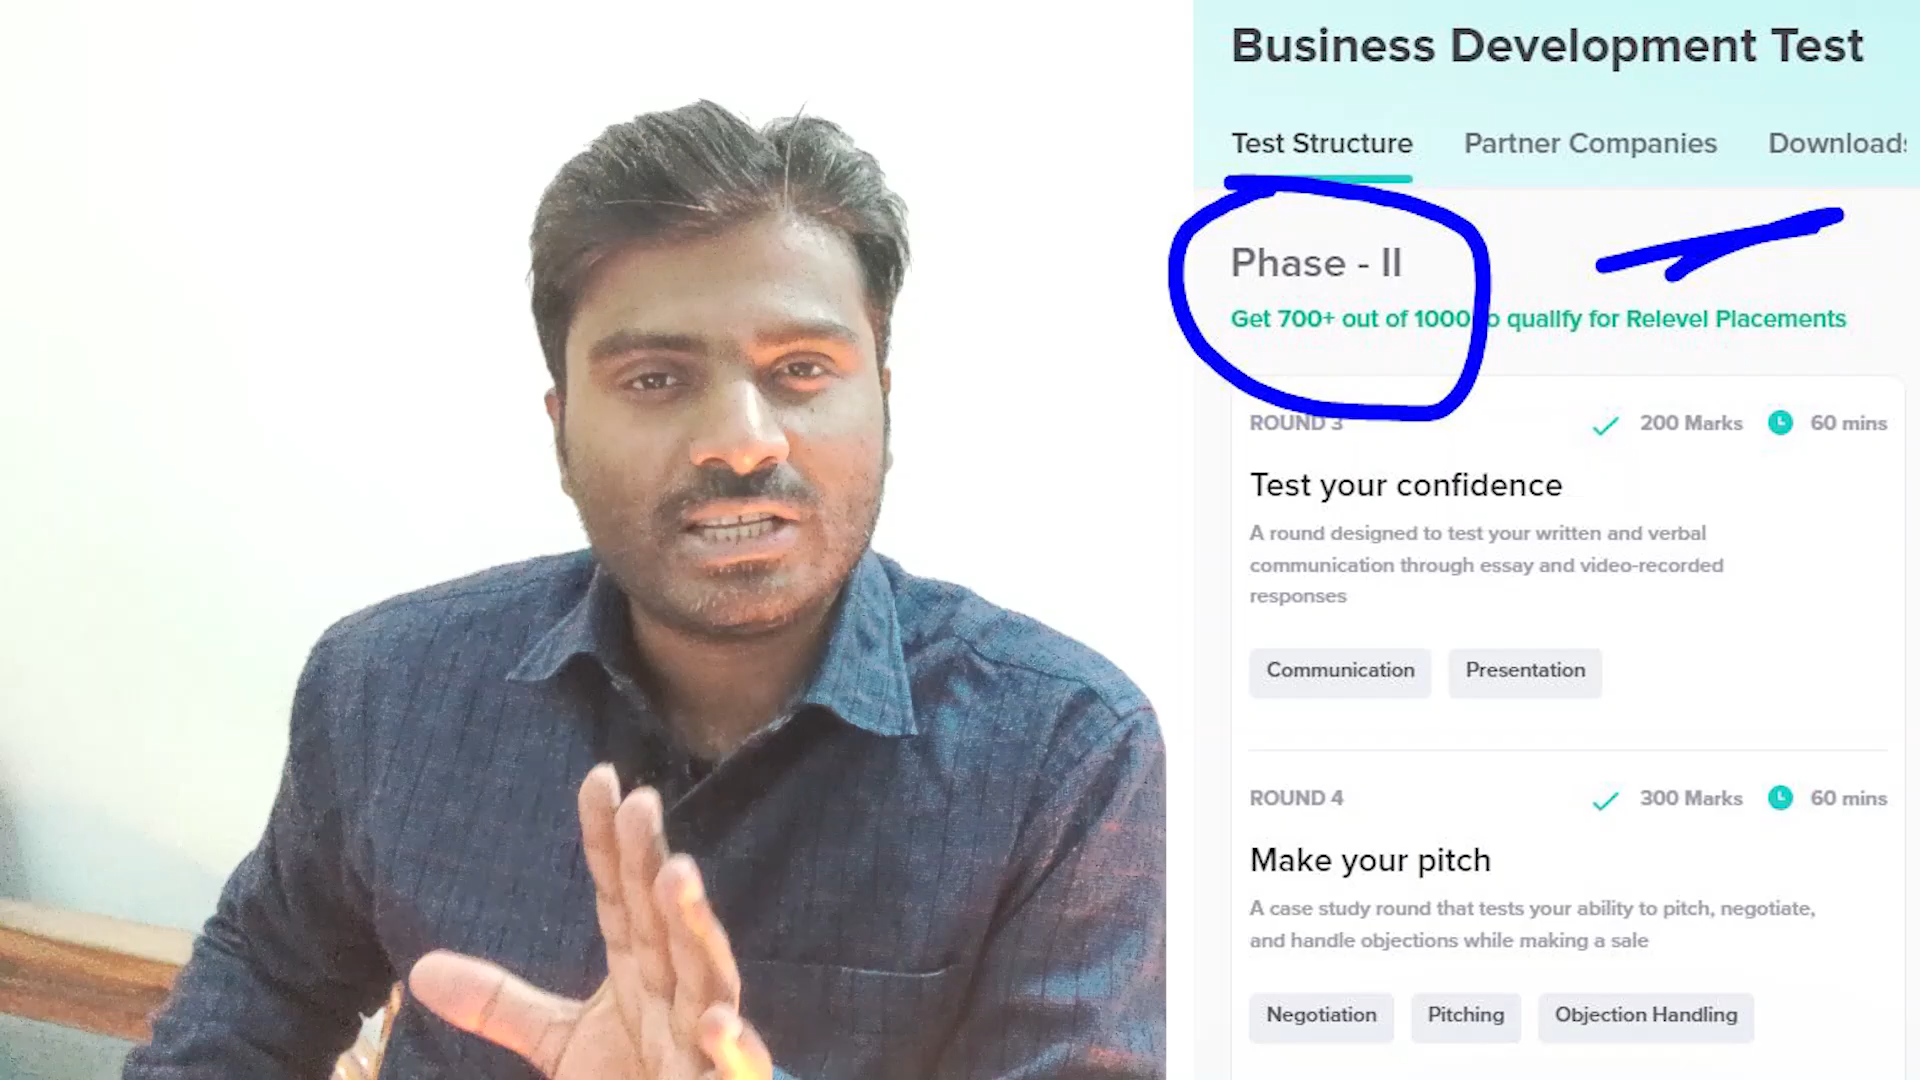 Business Development Test
Test Structure Partner Companies Downloads
Phase - II
Get 700+ out of 1000 to qualify for Relevel Placements
ROUND 3 200 Marks 60 mins
Test your confidence
A round designed to test your written and verbal
communication through essay and video-recorded
responses
Communication Presentation
ROUND 4 300 Marks 60 mins
Make your pitch
A case study round that tests your ability to pitch, negotiate,
and handle objections while making a sale
Negotiation Pitching Objection Handling